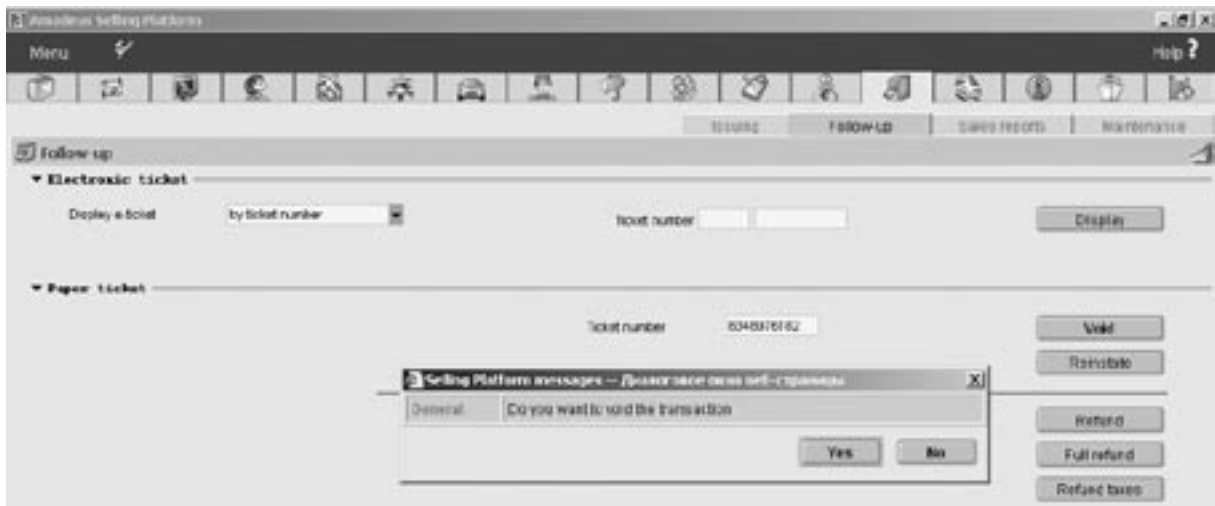 Amadeus Selling Platform
Menu Help ?
Issuing Follow-up Sales reports Maintenance
Follow-up
Electronic ticket
Display e-ticket by ticket number ticket number Display
Paper ticket
Ticket number Void
Reinstate
Selling Platform messages -- Диалоговое окно веб-страницы
General Do you want to void the transaction
Yes No
Refund
Full refund
Refund taxes